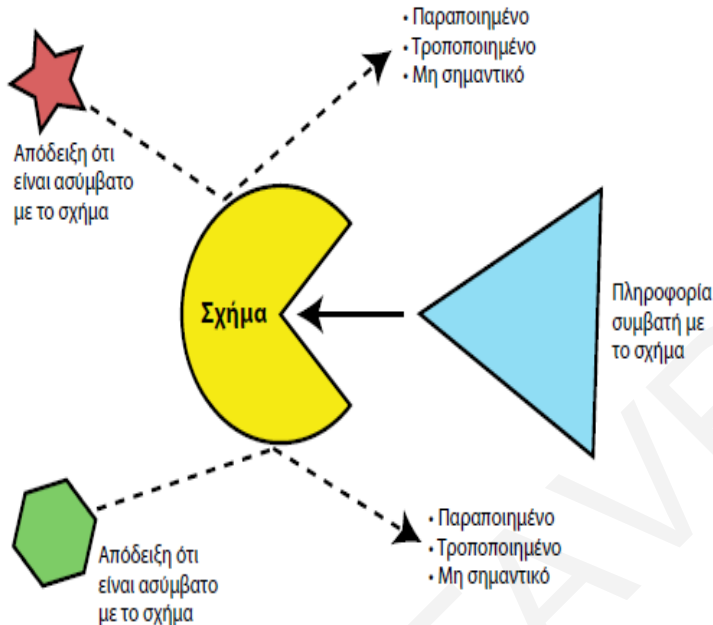 • Παραποιημένο
• Τροποποιημένο
• Μη σημαντικό
Απόδειξη ότι
είναι ασύμβατο
με το σχήμα
Σχήμα
Πληροφορία
συμβατή με
το σχήμα
• Παραποιημένο
• Τροποποιημένο
• Μη σημαντικό
Απόδειξη ότι
είναι ασύμβατο
με το σχήμα